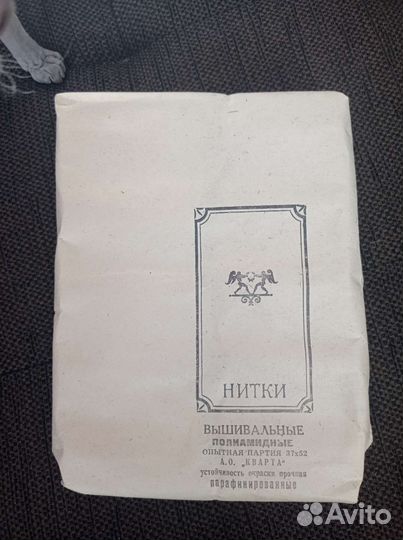 НИТКИ
ВЫШИВАЛЬНЫЕ
ПОЛИАМИДНЫЕ
ОПЫТНАЯ ПАРТИЯ 37х52
А.О. „КВАРТА"
устойчивость окраски прочная
парафинированные
Avito